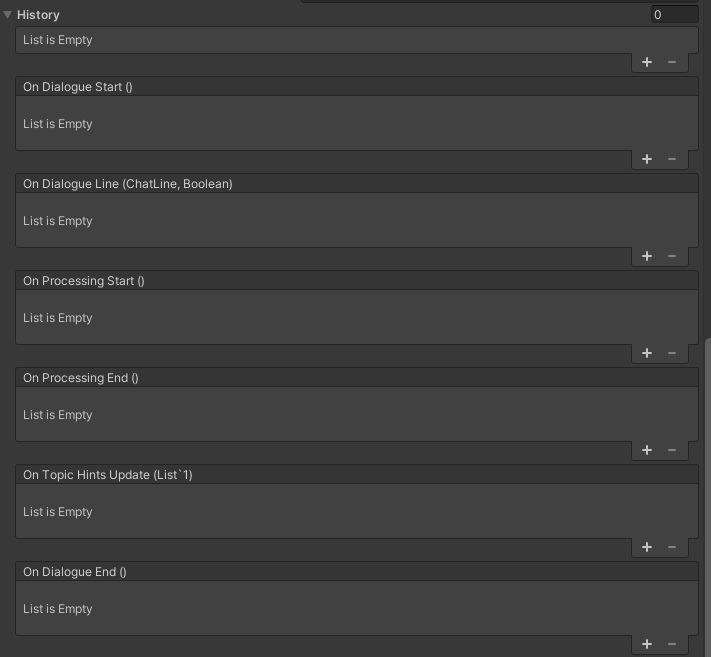 History 0
List is Empty
On Dialogue Start ()
List is Empty
On Dialogue Line (ChatLine, Boolean)
List is Empty
On Processing Start ()
List is Empty
On Processing End ()
List is Empty
On Topic Hints Update (List`1)
List is Empty
On Dialogue End ()
List is Empty